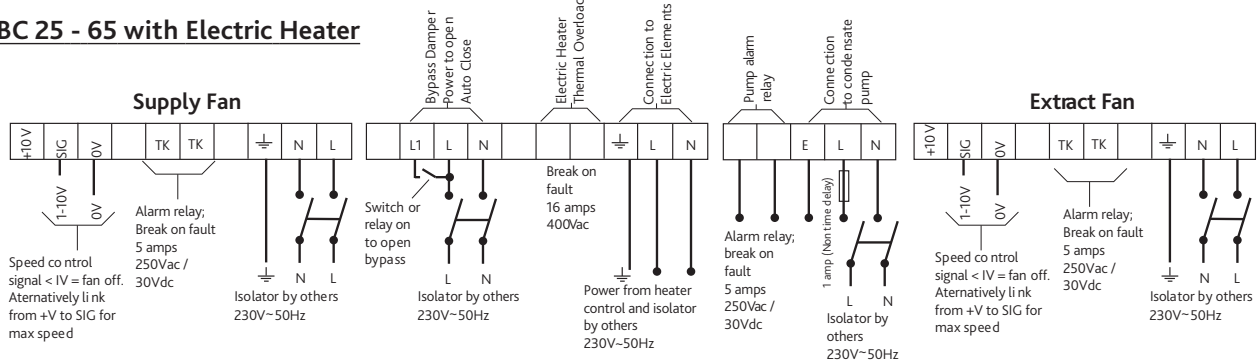 BC 25 - 65 with Electric Heater
Supply Fan
+10 V
SIG
0V
TK
TK
N
L
1-10V
0V
Speed co ntrol
signal < IV = fan off.
Aternatively li nk
from +V to SIG for
max speed
Alarm relay;
Break on fault
5 amps
250Vac /
30Vdc
N
L
Isolator by others
230V~50Hz
Bypass Damper
Power to open
Auto Close
L1
L
N
Switch or
relay on
to open
bypass
L
N
Isolator by others
230V~50Hz
Electric Heater
Thermal Overload
Break on
fault
16 amps
400Vac
Connection to
Electric Elements
L
N
Power from heater
control and isolator
by others
230V~50Hz
Pump alarm
relay
Alarm relay;
break on
fault
5 amps
250Vac /
30Vdc
Connection
to condensate
pump
E
L
N
1 amp (Non time delay)
L
N
Isolator by
others
230V~50Hz
Extract Fan
+10 V
SIG
0V
TK
TK
N
L
1-10V
0V
Speed co ntrol
signal < IV = fan off.
Aternatively li nk
from +V to SIG for
max speed
Alarm relay;
Break on fault
5 amps
250Vac /
30Vdc
N
L
Isolator by others
230V~50Hz